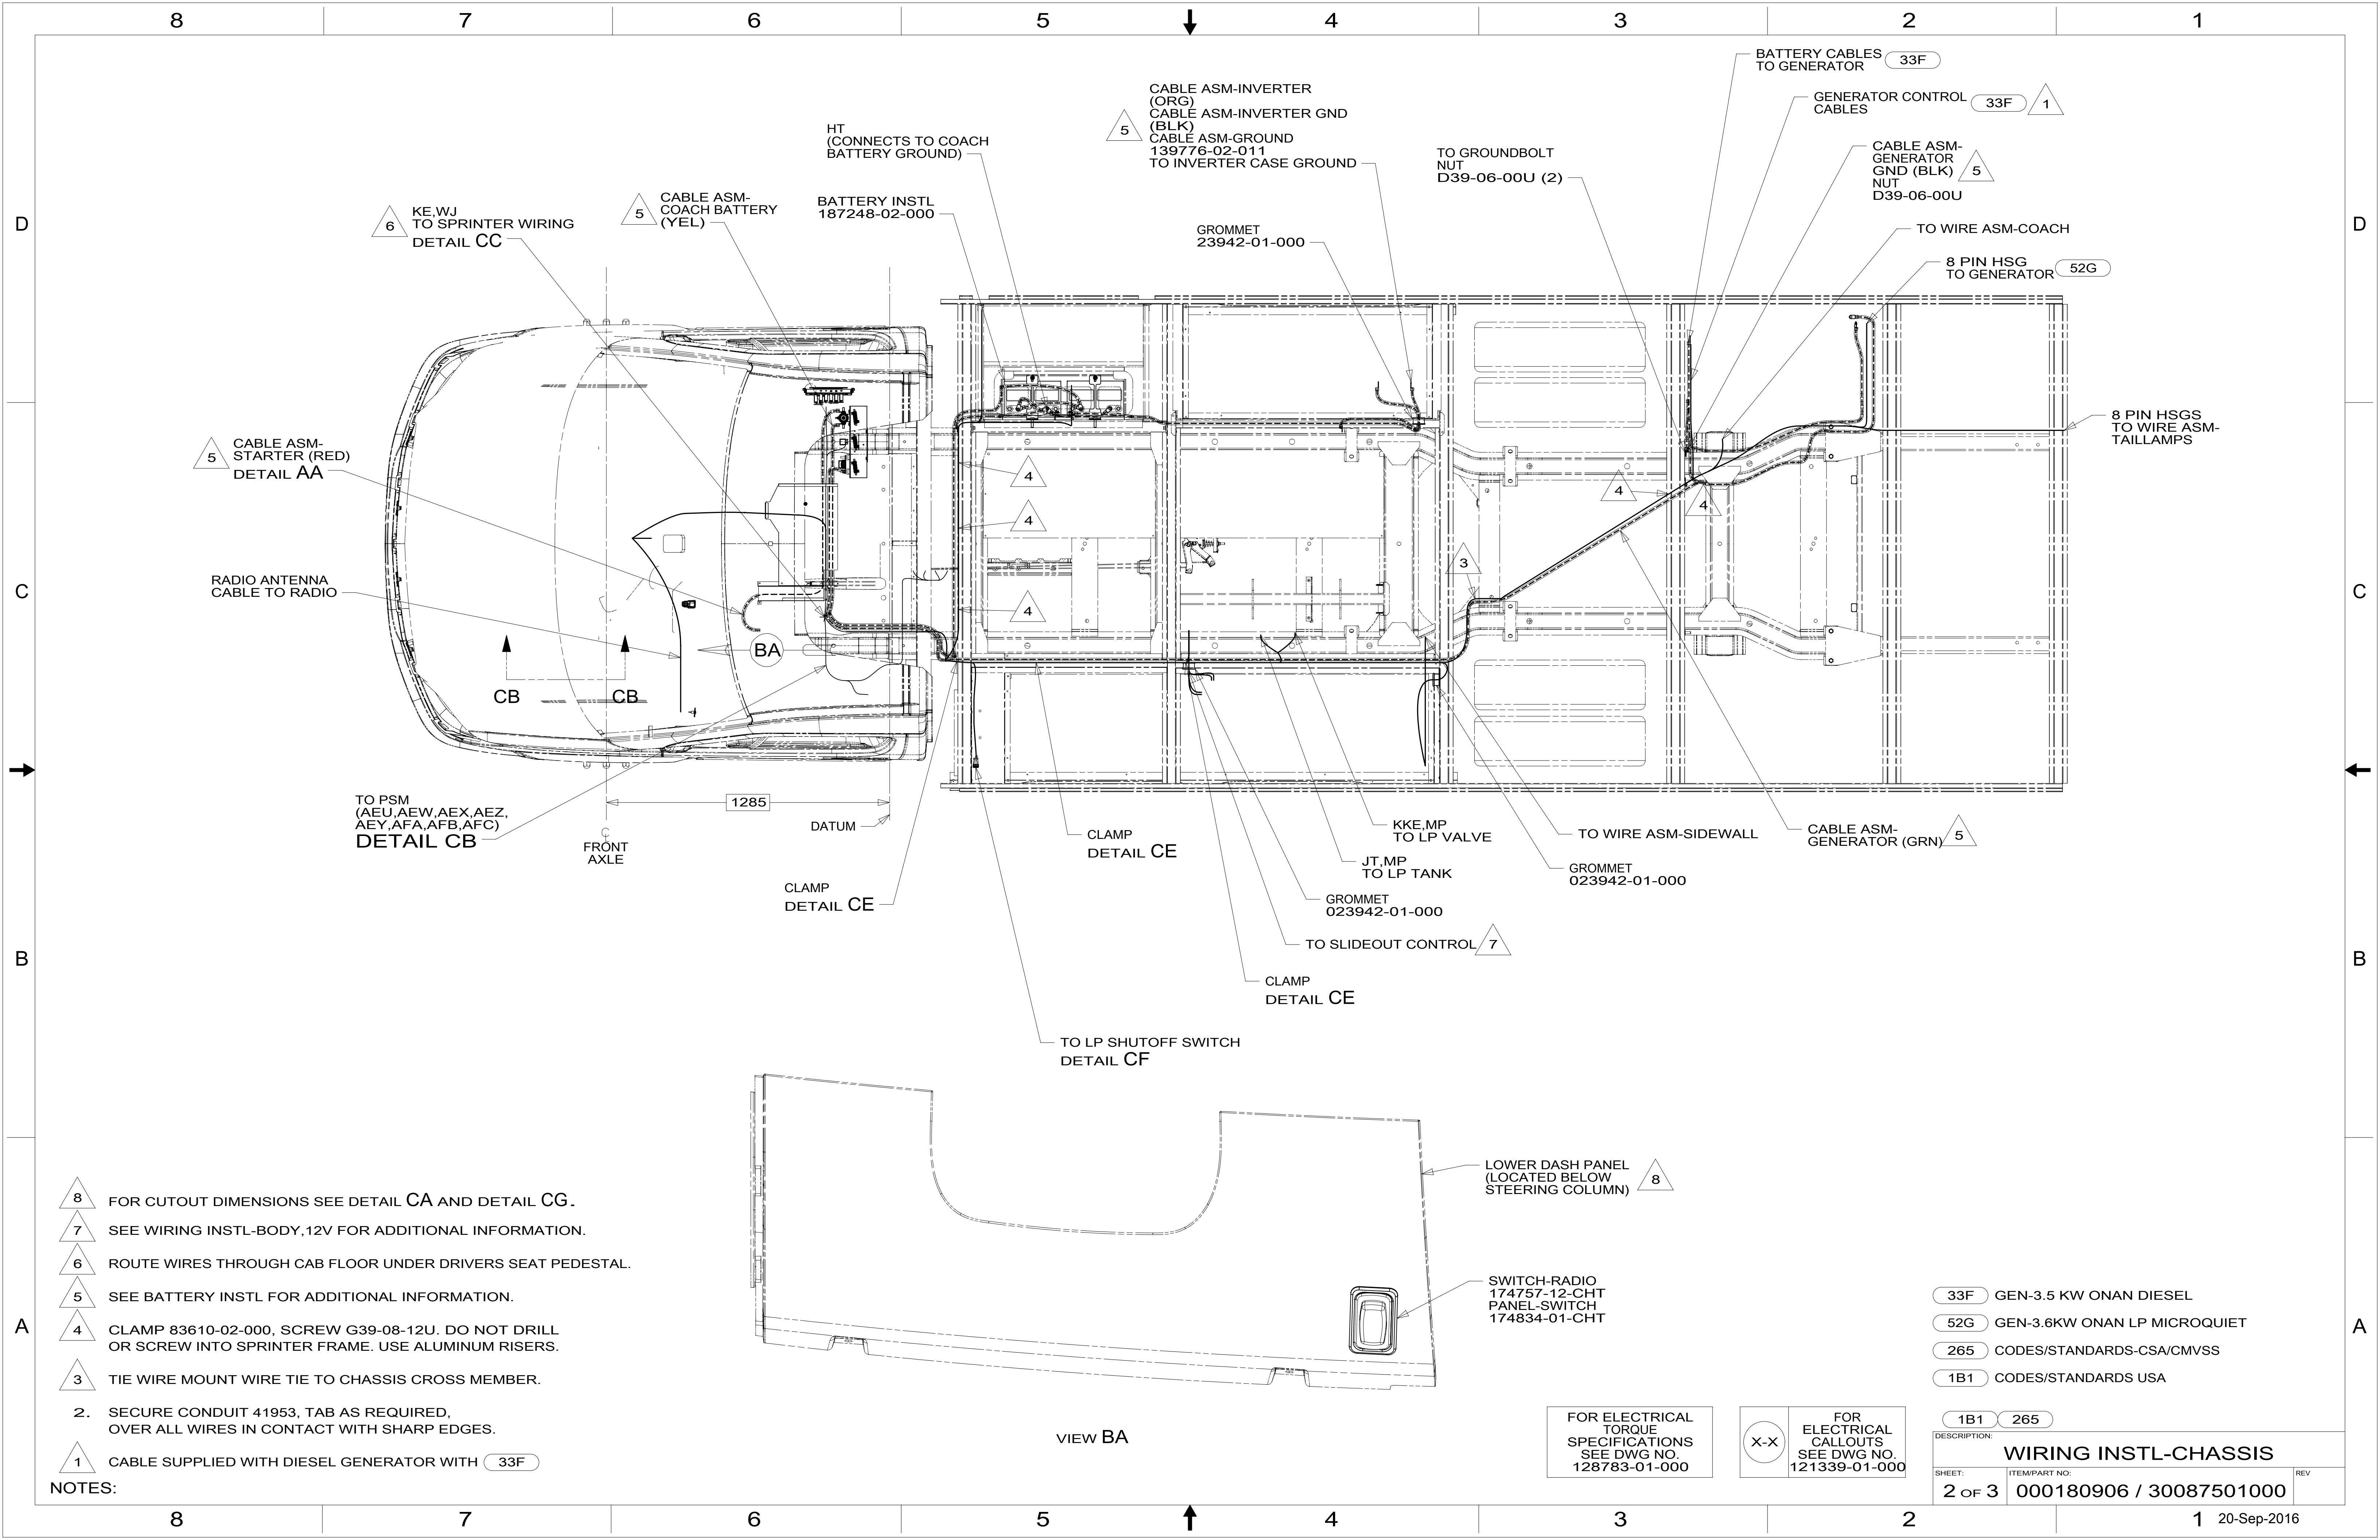 8 7 6 5 4 3 2 1
BATTERY CABLES
TO GENERATOR
33F
GENERATOR CONTROL
CABLES
33F
1
CABLE ASM-INVERTER
(ORG)
CABLE ASM-INVERTER GND
(BLK)
CABLE ASM-GROUND
139776-02-011
TO INVERTER CASE GROUND
5
HT
(CONNECTS TO COACH
BATTERY GROUND)
TO GROUNDBOLT
NUT
D39-06-00U (2)
CABLE ASM-
GENERATOR
GND (BLK)
NUT
D39-06-00U
5
D
D
6
KE,WJ
TO SPRINTER WIRING
DETAIL CC
5
CABLE ASM-
COACH BATTERY
(YEL)
BATTERY INSTL
187248-02-000
GROMMET
23942-01-000
TO WIRE ASM-COACH
8 PIN HSG
TO GENERATOR
52G
8 PIN HSGS
TO WIRE ASM-
TAILLAMPS
5
CABLE ASM-
STARTER (RED)
DETAIL AA
4
4
4
4
4
3
C
C
RADIO ANTENNA
CABLE TO RADIO
BA
CB
CB
TO PSM
(AEU,AEW,AEX,AEZ,
AEY,AFA,AFB,AFC)
DETAIL CB
1285
DATUM
C
FRONT
AXLE
CLAMP
DETAIL CE
CLAMP
DETAIL CE
KKE,MP
TO LP VALVE
JT,MP
TO LP TANK
GROMMET
023942-01-000
TO WIRE ASM-SIDEWALL
GROMMET
023942-01-000
CABLE ASM-
GENERATOR (GRN)
5
B
B
TO SLIDEOUT CONTROL
7
CLAMP
DETAIL CE
TO LP SHUTOFF SWITCH
DETAIL CF
LOWER DASH PANEL
(LOCATED BELOW
STEERING COLUMN)
8
SWITCH-RADIO
174757-12-CHT
PANEL-SWITCH
174834-01-CHT
VIEW BA
A
A
8 FOR CUTOUT DIMENSIONS SEE DETAIL CA AND DETAIL CG.
7 SEE WIRING INSTL-BODY,12V FOR ADDITIONAL INFORMATION.
6 ROUTE WIRES THROUGH CAB FLOOR UNDER DRIVERS SEAT PEDESTAL.
5 SEE BATTERY INSTL FOR ADDITIONAL INFORMATION.
4 CLAMP 83610-02-000, SCREW G39-08-12U. DO NOT DRILL
OR SCREW INTO SPRINTER FRAME. USE ALUMINUM RISERS.
3 TIE WIRE MOUNT WIRE TIE TO CHASSIS CROSS MEMBER.
2. SECURE CONDUIT 41953, TAB AS REQUIRED,
OVER ALL WIRES IN CONTACT WITH SHARP EDGES.
1 CABLE SUPPLIED WITH DIESEL GENERATOR WITH 33F
NOTES:
33F GEN-3.5 KW ONAN DIESEL
52G GEN-3.6KW ONAN LP MICROQUIET
265 CODES/STANDARDS-CSA/CMVSS
1B1 CODES/STANDARDS USA
1B1 265
FOR ELECTRICAL
TORQUE
SPECIFICATIONS
SEE DWG NO.
128783-01-000
X-X
FOR
ELECTRICAL
CALLOUTS
SEE DWG NO.
121339-01-000
DESCRIPTION:
WIRING INSTL-CHASSIS
SHEET:
2 OF 3
ITEM/PART NO:
000180906 / 30087501000
REV
8 7 6 5 4 3 2 1
20-Sep-2016